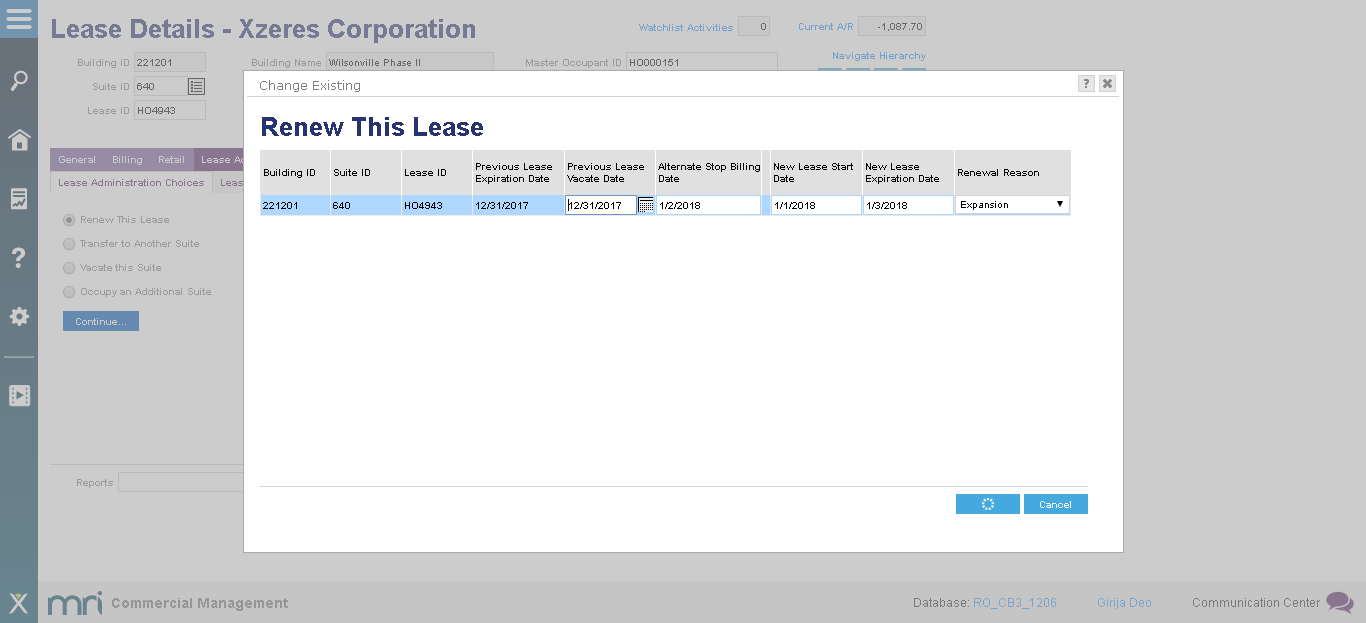 Lease Details - Xzeres Corporation
Watchlist Activities 0 Current A/R -1,087.70
Navigate Hierarchy
Building ID 221201 Building Name Wilsonville Phase II Master Occupant ID HO000151
Suite ID 640
Lease ID HO4943
General Billing Retail Lease Ad
Lease Administration Choices Leas
Renew This Lease
Transfer to Another Suite
Vacate this Suite
Occupy an Additional Suite
Continue...
Reports
Change Existing ?
Renew This Lease
Building ID Suite ID Lease ID Previous Lease Expiration Date Previous Lease Vacate Date Alternate Stop Billing Date New Lease Start Date New Lease Expiration Date Renewal Reason
221201 640 HO4943 12/31/2017 12/31/2017 1/2/2018 1/1/2018 1/3/2018 Expansion
Cancel
?
X mri Commercial Management Database: RO_CB3_1206 Girija Deo Communication Center